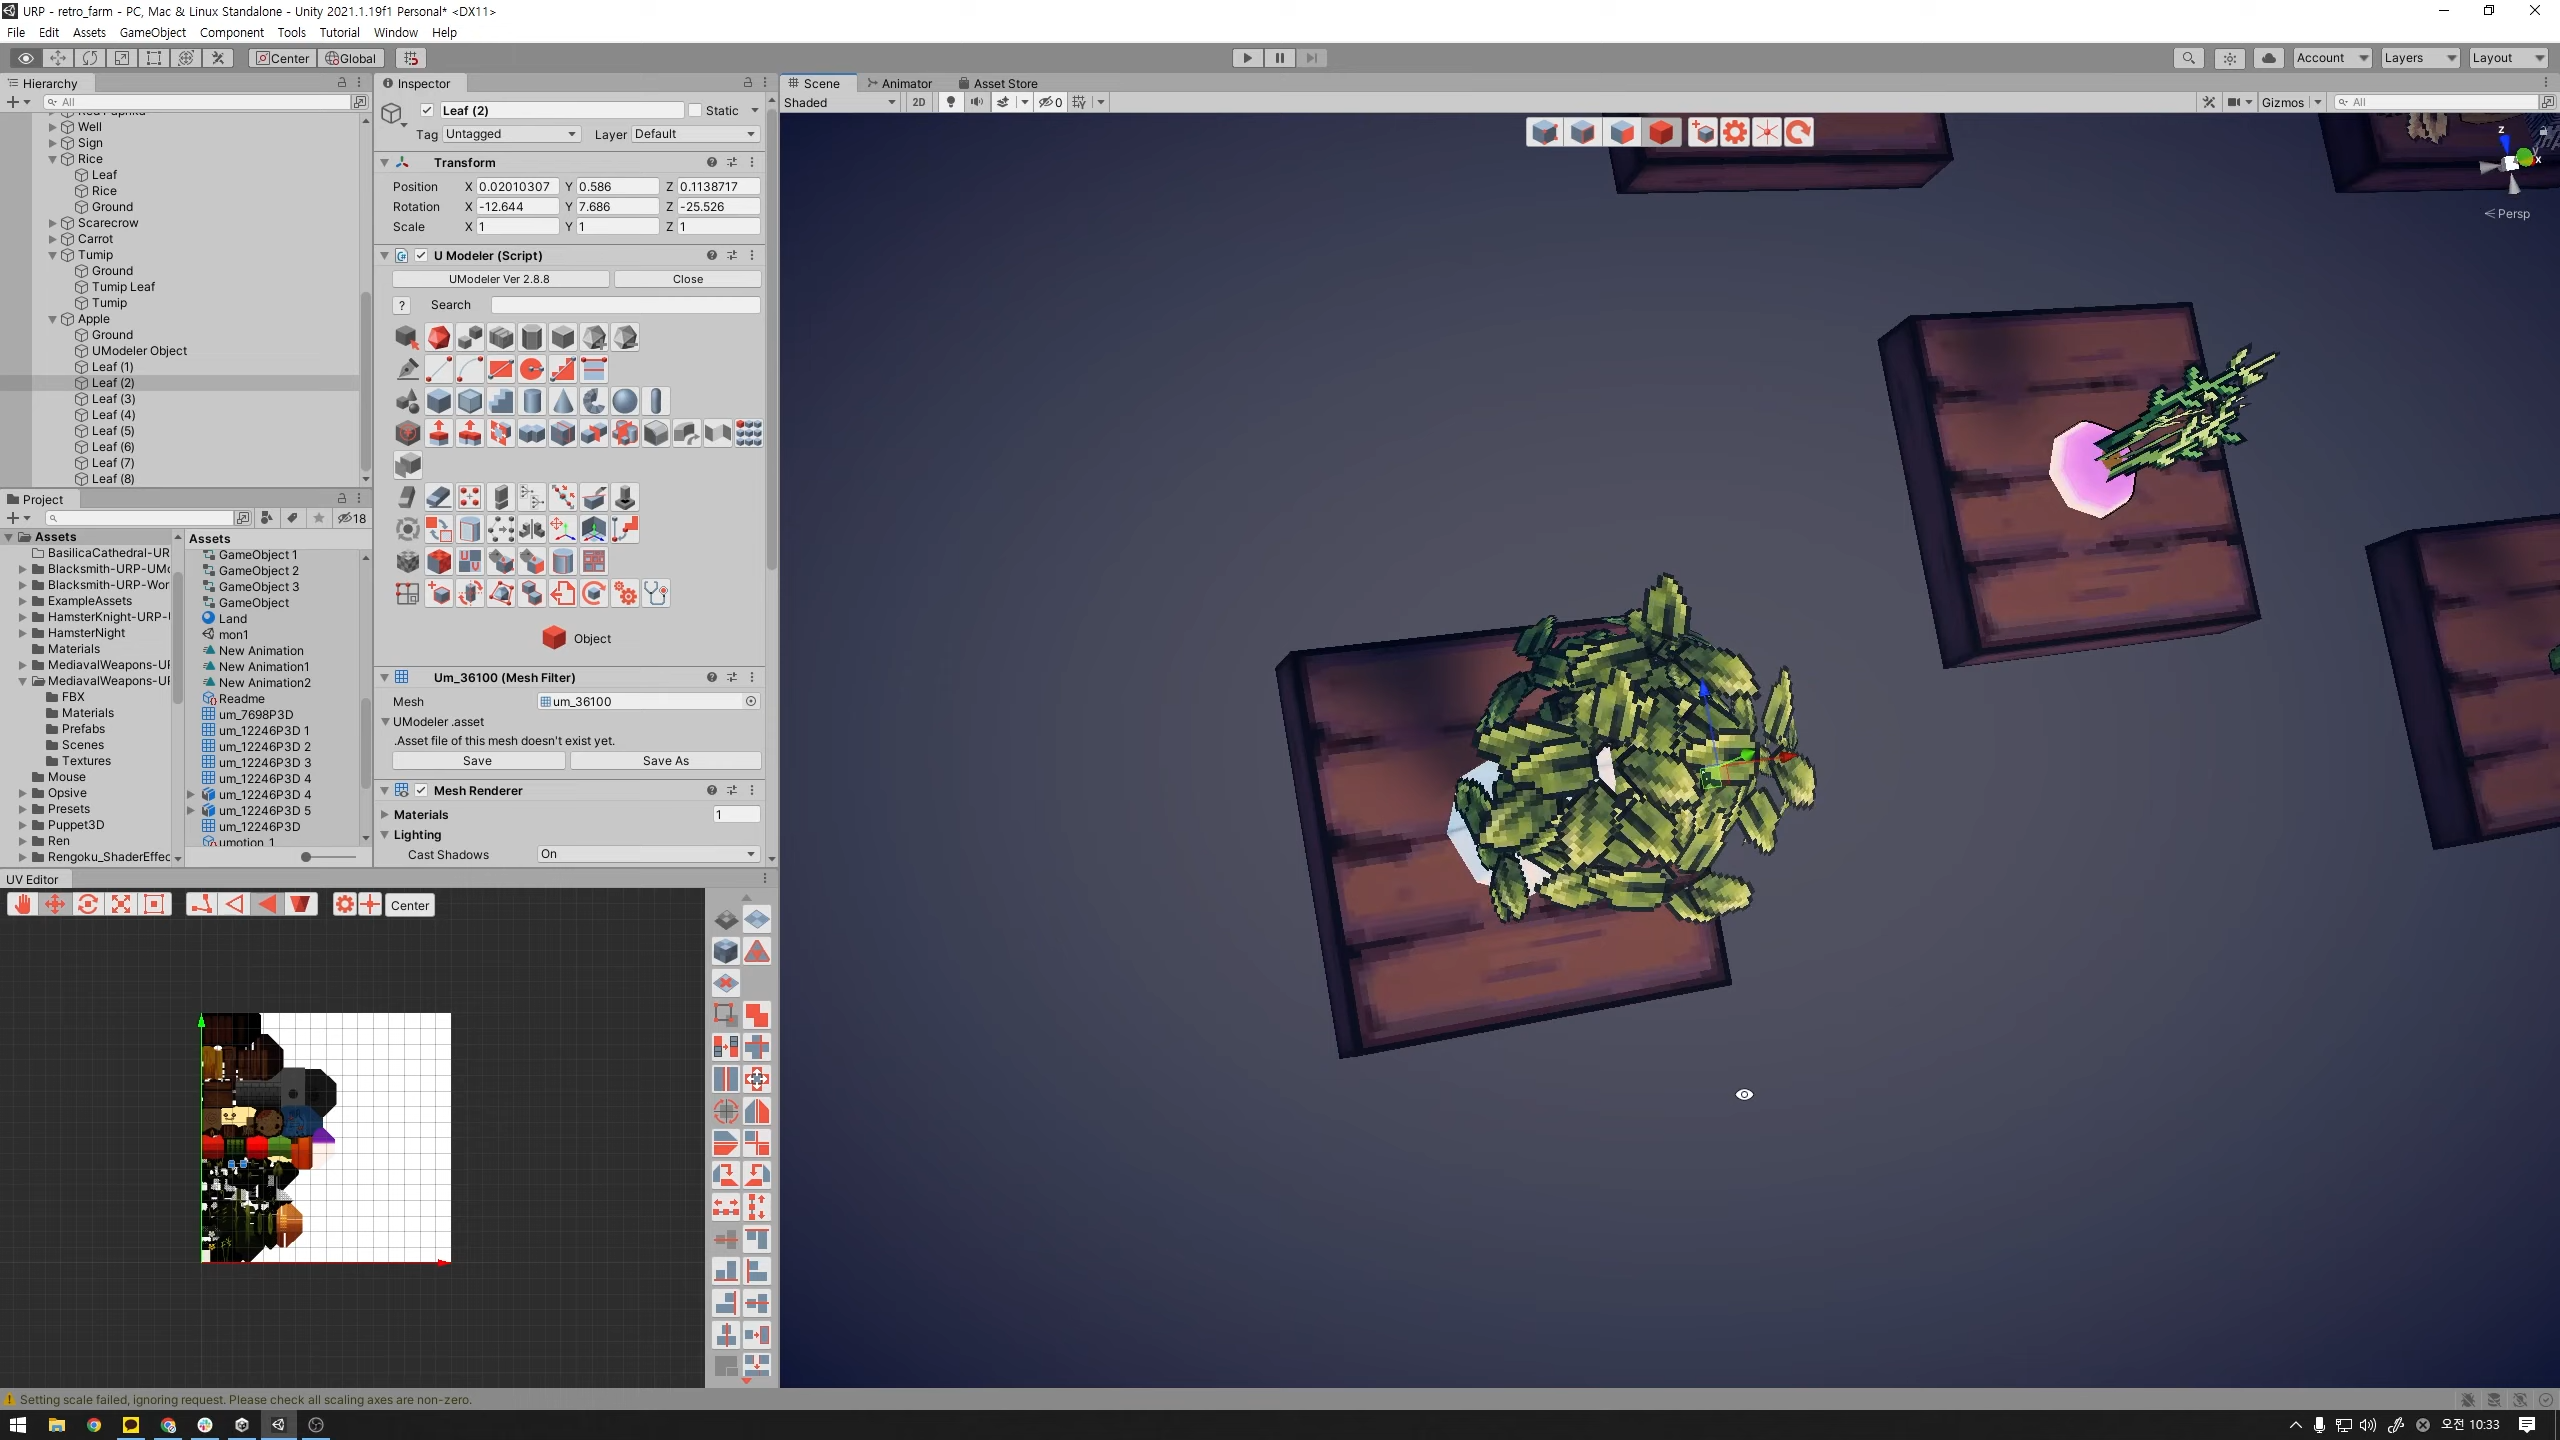 URP - retro_farm - PC, Mac & Linux Standalone - Unity 2021.1.19f1 Personal* <DX11>
File Edit Assets GameObject Component Tools Tutorial Window Help
Center Global
Account Layers Layout
Hierarchy
All
Well
Sign
Rice
Leaf
Rice
Ground
Scarecrow
Carrot
Turnip
Ground
Turnip Leaf
Turnip
Apple
Ground
UModeler Object
Leaf (1)
Leaf (2)
Leaf (3)
Leaf (4)
Leaf (5)
Leaf (6)
Leaf (7)
Leaf (8)
Project
18
Assets
BasilicaCathedral-UR
Blacksmith-URP-UMo
Blacksmith-URP-Wor
ExampleAssets
HamsterKnight-URP-
HamsterNight
Materials
MediavalWeapons-UR
MediavalWeapons-UR
FBX
Materials
Prefabs
Scenes
Textures
Mouse
Opsive
Presets
Puppet3D
Ren
Rengoku_ShaderEffec
Assets
GameObject 1
GameObject 2
GameObject 3
GameObject
Land
mon1
New Animation
New Animation1
New Animation2
Readme
um_7698P3D
um_12246P3D 1
um_12246P3D 2
um_12246P3D 3
um_12246P3D 4
um_12246P3D 4
um_12246P3D 5
um_12246P3D
umotion_1
Inspector
Leaf (2) Static
Tag Untagged Layer Default
Transform
Position X 0.02010307 Y 0.586 Z 0.1138717
Rotation X -12.644 Y 7.686 Z -25.526
Scale X 1 Y 1 Z 1
U Modeler (Script)
UModeler Ver 2.8.8 Close
? Search
Object
Um_36100 (Mesh Filter)
Mesh um_36100
UModeler .asset
.Asset file of this mesh doesn't exist yet.
Save Save As
Mesh Renderer
Materials 1
Lighting
Cast Shadows On
UV Editor
Center
Scene Animator Asset Store
Shaded 2D 0 Gizmos All
z
y
x
Persp
Setting scale failed, ignoring request. Please check all scaling axes are non-zero.
오전 10:33